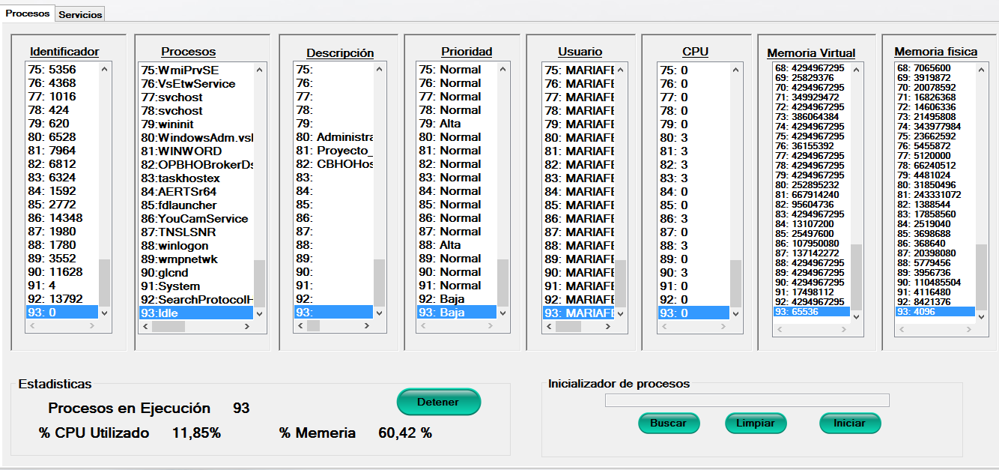 Procesos Servicios
Identificador
75: 5356
76: 4368
77: 1016
78: 424
79: 620
80: 6528
81: 7964
82: 6812
83: 6324
84: 1592
85: 2772
86: 14348
87: 1980
88: 1780
89: 3552
90: 11628
91: 4
92: 13792
93: 0
Procesos
75:WmiPrvSE
76:VsEtwService
77:svchost
78:svchost
79:wininit
80:WindowsAdm.vsl
81:WINWORD
82:OPBHOBrokerDs
83:taskhostex
84:AERTSr64
85:fdlauncher
86:YouCamService
87:TNSLSNR
88:winlogon
89:wmpnetwk
90:glcnd
91:System
92:SearchProtocolH
93:Idle
Descripción
75:
76:
77:
78:
79:
80: Administra
81: Proyecto_
82: CBHOHos
83:
84:
85:
86:
87:
88:
89:
90:
91:
92:
93:
Prioridad
75: Normal
76: Normal
77: Normal
78: Normal
79: Alta
80: Normal
81: Normal
82: Normal
83: Normal
84: Normal
85: Normal
86: Normal
87: Normal
88: Alta
89: Normal
90: Normal
91: Normal
92: Baja
93: Baja
Usuario
75: MARIAFE
76: MARIAFE
77: MARIAFE
78: MARIAFE
79: MARIAFE
80: MARIAFE
81: MARIAFE
82: MARIAFE
83: MARIAFE
84: MARIAFE
85: MARIAFE
86: MARIAFE
87: MARIAFE
88: MARIAFE
89: MARIAFE
90: MARIAFE
91: MARIAFE
92: MARIAFE
93: MARIAFE
CPU
75: 0
76: 0
77: 0
78: 0
79: 0
80: 3
81: 3
82: 3
83: 3
84: 0
85: 0
86: 3
87: 0
88: 3
89: 0
90: 3
91: 0
92: 0
93: 0
Memoria Virtual
68: 4294967295
69: 25829376
70: 4294967295
71: 349929472
72: 4294967295
73: 386064384
74: 4294967295
75: 4294967295
76: 36155392
77: 4294967295
78: 4294967295
79: 4294967295
80: 252895232
81: 667914240
82: 95604736
83: 4294967295
84: 13107200
85: 25497600
86: 107950080
87: 137142272
88: 4294967295
89: 4294967295
90: 4294967295
91: 17498112
92: 4294967295
93: 65536
Memoria fisica
68: 7065600
69: 3919872
70: 20078592
71: 16826368
72: 14606336
73: 21495808
74: 343977984
75: 23662592
76: 5455872
77: 5120000
78: 66240512
79: 4481024
80: 31850496
81: 243331072
82: 1388544
83: 17858560
84: 2519040
85: 3698688
86: 368640
87: 20398080
88: 5779456
89: 3956736
90: 110485504
91: 4116480
92: 8421376
93: 4096
Estadisticas
Procesos en Ejecución 93
Detener
% CPU Utilizado 11,85% % Memeria 60,42 %
Inicializador de procesos
Buscar Limpiar Iniciar